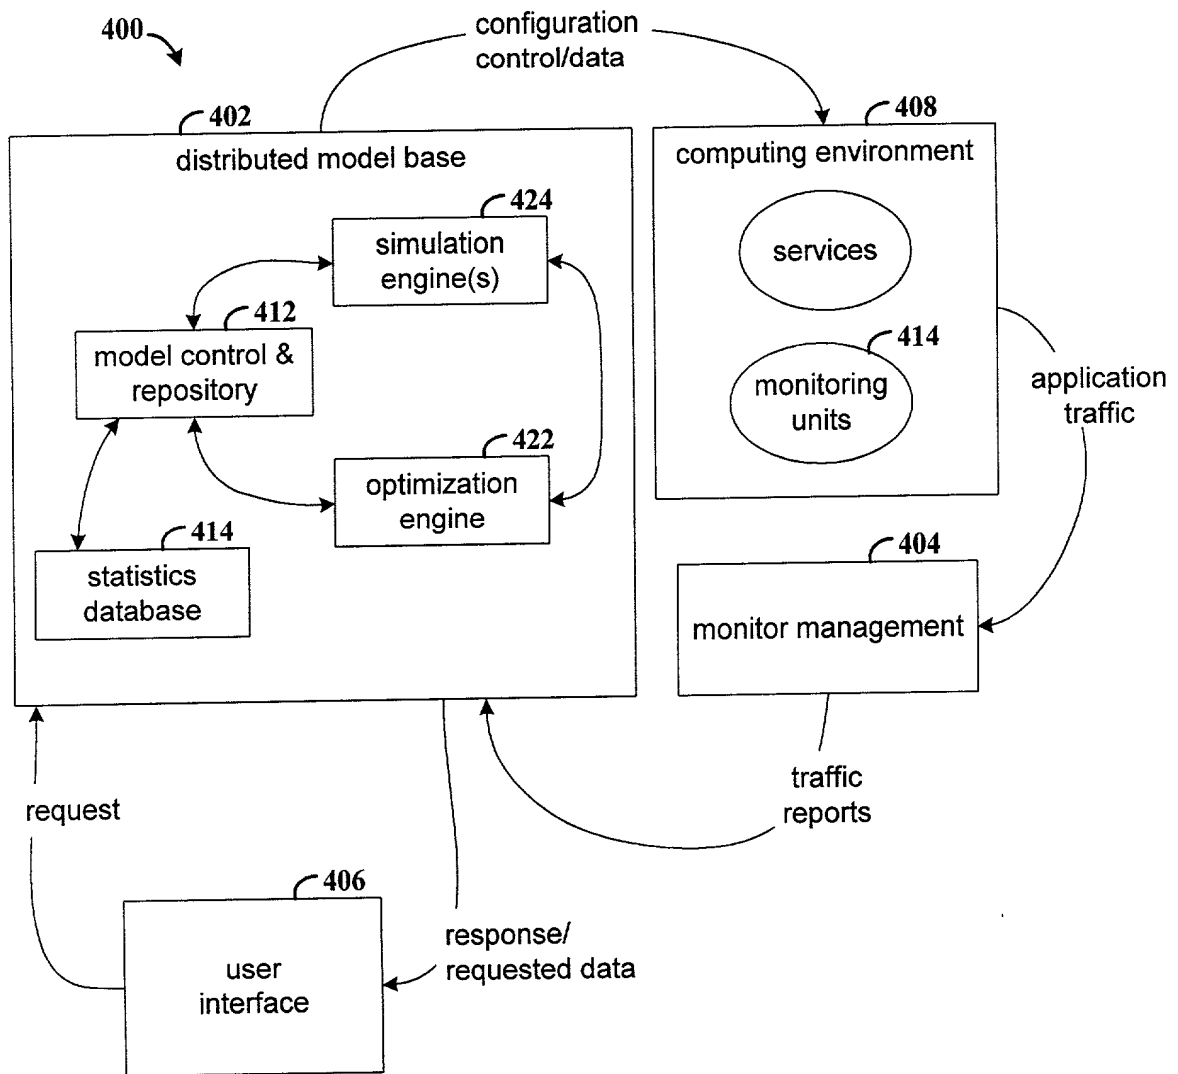 400
configuration
control/data
402
distributed model base
408
computing environment
424
simulation
engine(s)
services
412
model control &
repository
414
monitoring
units
application
traffic
422
optimization
engine
414
statistics
database
404
monitor management
traffic
reports
request
406
user
interface
response/
requested data